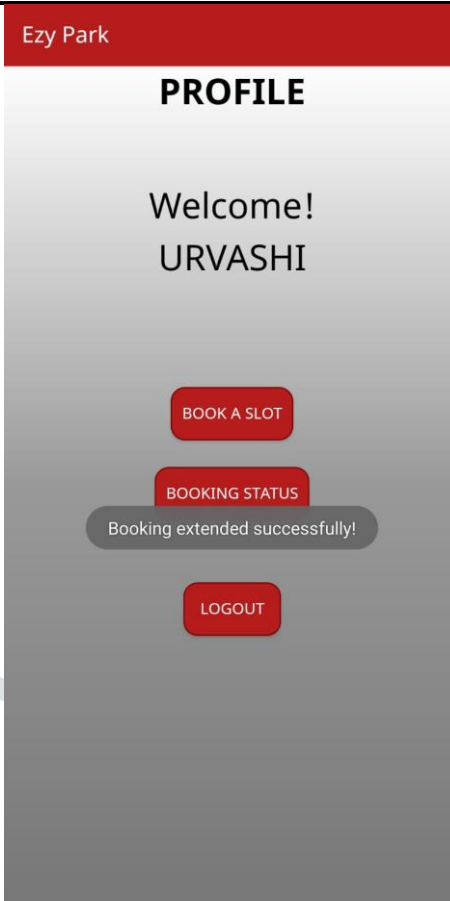 Ezy Park
PROFILE
Welcome!
URVASHI
BOOK A SLOT
BOOKING STATUS
Booking extended successfully!
LOGOUT